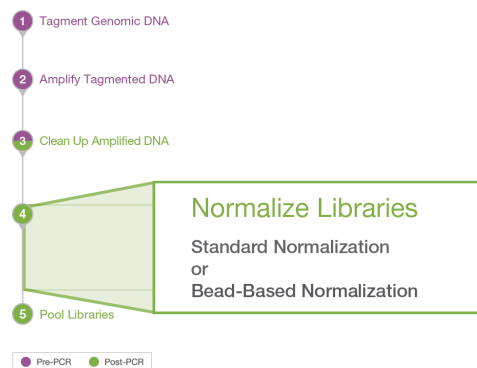 1 Tagment Genomic DNA
2 Amplify Tagmented DNA
3 Clean Up Amplified DNA
4
Normalize Libraries
Standard Normalization
or
Bead-Based Normalization
5 Pool Libraries
Pre-PCR Post-PCR